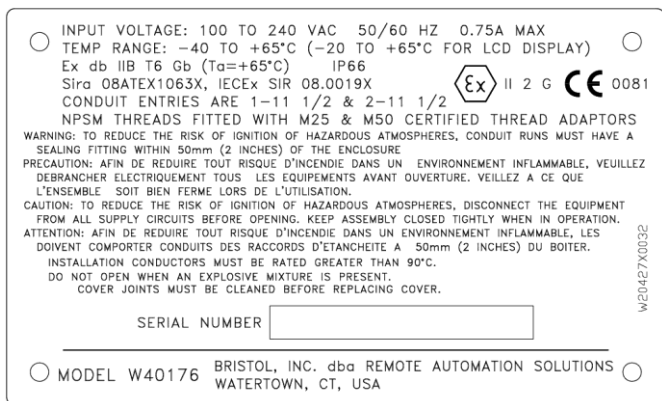 INPUT VOLTAGE: 100 TO 240 VAC 50/60 HZ 0.75A MAX
TEMP RANGE: -40 TO +65°C (-20 TO +65°C FOR LCD DISPLAY)
Ex db IIB T6 Gb (Ta=+65°C) IP66
Sira 08ATEX1063X, IECEx SIR 08.0019X Ex II 2 G CE 0081
CONDUIT ENTRIES ARE 1-11 1/2 & 2-11 1/2
NPSM THREADS FITTED WITH M25 & M50 CERTIFIED THREAD ADAPTORS
WARNING: TO REDUCE THE RISK OF IGNITION OF HAZARDOUS ATMOSPHERES, CONDUIT RUNS MUST HAVE A
SEALING FITTING WITHIN 50mm (2 INCHES) OF THE ENCLOSURE
PRECAUTION: AFIN DE REDUIRE TOUT RISQUE D'INCENDIE DANS UN ENVIRONNEMENT INFLAMMABLE, VEUILLEZ
DEBRANCHER ELECTRIQUEMENT TOUS LES EQUIPEMENTS AVANT OUVERTURE. VEILLEZ A CE QUE
L'ENSEMBLE SOIT BIEN FERME LORS DE L'UTILISATION.
CAUTION: TO REDUCE THE RISK OF IGNITION OF HAZARDOUS ATMOSPHERES, DISCONNECT THE EQUIPMENT
FROM ALL SUPPLY CIRCUITS BEFORE OPENING. KEEP ASSEMBLY CLOSED TIGHTLY WHEN IN OPERATION.
ATTENTION: AFIN DE REDUIRE TOUT RISQUE D'INCENDIE DANS UN ENVIRONNEMENT INFLAMMABLE, LES
DOIVENT COMPORTER CONDUITS DES RACCORDS D'ETANCHEITE A 50mm (2 INCHES) DU BOITER.
INSTALLATION CONDUCTORS MUST BE RATED GREATER THAN 90°C.
DO NOT OPEN WHEN AN EXPLOSIVE MIXTURE IS PRESENT.
COVER JOINTS MUST BE CLEANED BEFORE REPLACING COVER.
W20427X0032
SERIAL NUMBER
MODEL W40176 BRISTOL, INC. dba REMOTE AUTOMATION SOLUTIONS
WATERTOWN, CT, USA